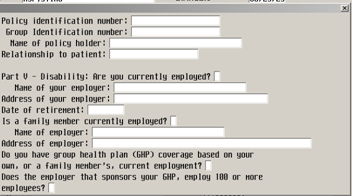 Policy identification number:
Group Identification number:
Name of policy holder:
Relationship to patient:
Part V - Disability: Are you currently employed?
Name of your employer:
Address of your employer:
Date of retirement:
Is a family member currently employed?
Name of employer:
Address of employer:
Do you have group health plan (GHP) coverage based on your
own, or a family member's, current employment?
Does the employer that sponsors your GHP, employ 100 or more
employees?